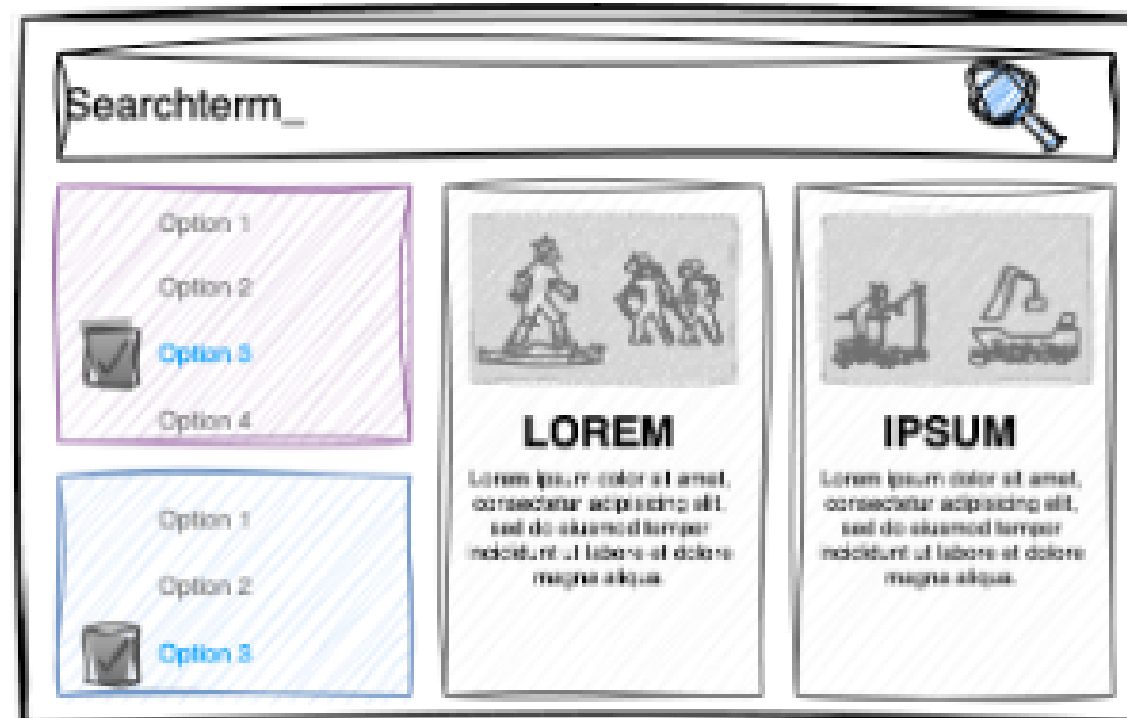 Searchterm_
Option 1
Option 2
Option 3
Option 4
Option 1
Option 2
Option 3
LOREM
Lorem ipsum dolor sit amet,
consectetur adipisicing elit,
sed do eiusmod tempor
incididunt ut labore et dolore
magna aliqua.
IPSUM
Lorem ipsum dolor sit amet,
consectetur adipisicing elit,
sed do eiusmod tempor
incididunt ut labore et dolore
magna aliqua.